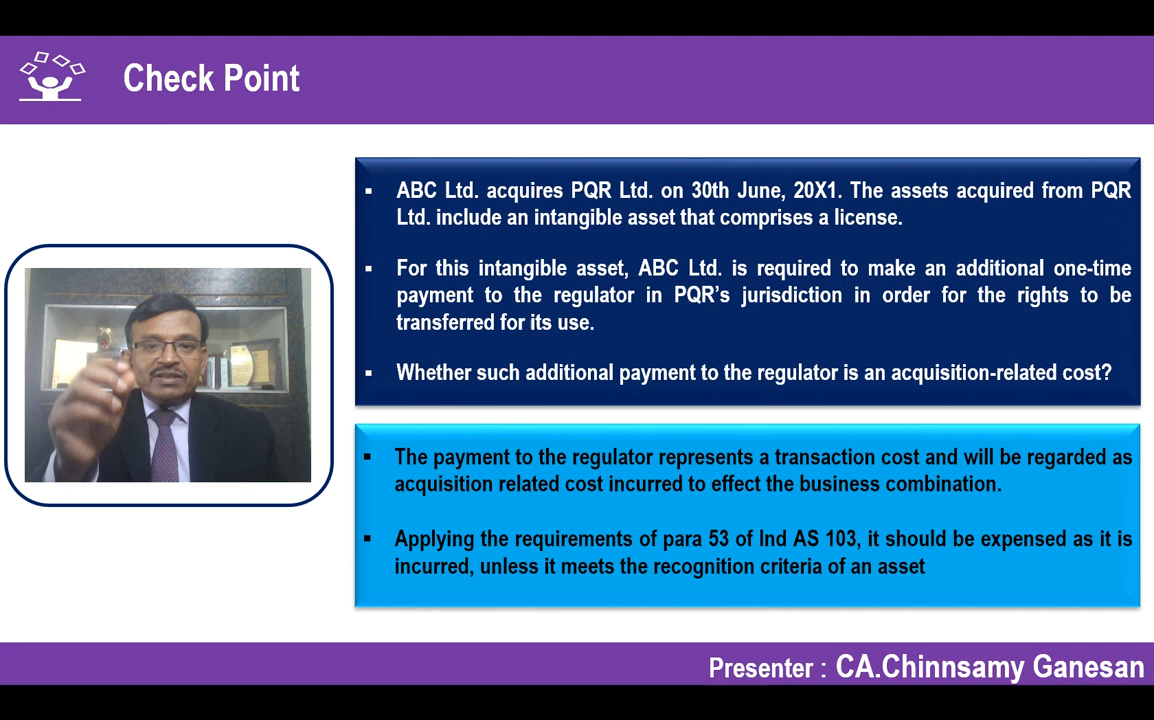 Check Point
▪ ABC Ltd. acquires PQR Ltd. on 30th June, 20X1. The assets acquired from PQR
Ltd. include an intangible asset that comprises a license.
▪ For this intangible asset, ABC Ltd. is required to make an additional one-time
payment to the regulator in PQR’s jurisdiction in order for the rights to be
transferred for its use.
▪ Whether such additional payment to the regulator is an acquisition-related cost?
▪ The payment to the regulator represents a transaction cost and will be regarded as
acquisition related cost incurred to effect the business combination.
▪ Applying the requirements of para 53 of Ind AS 103, it should be expensed as it is
incurred, unless it meets the recognition criteria of an asset
Presenter : CA.Chinnsamy Ganesan